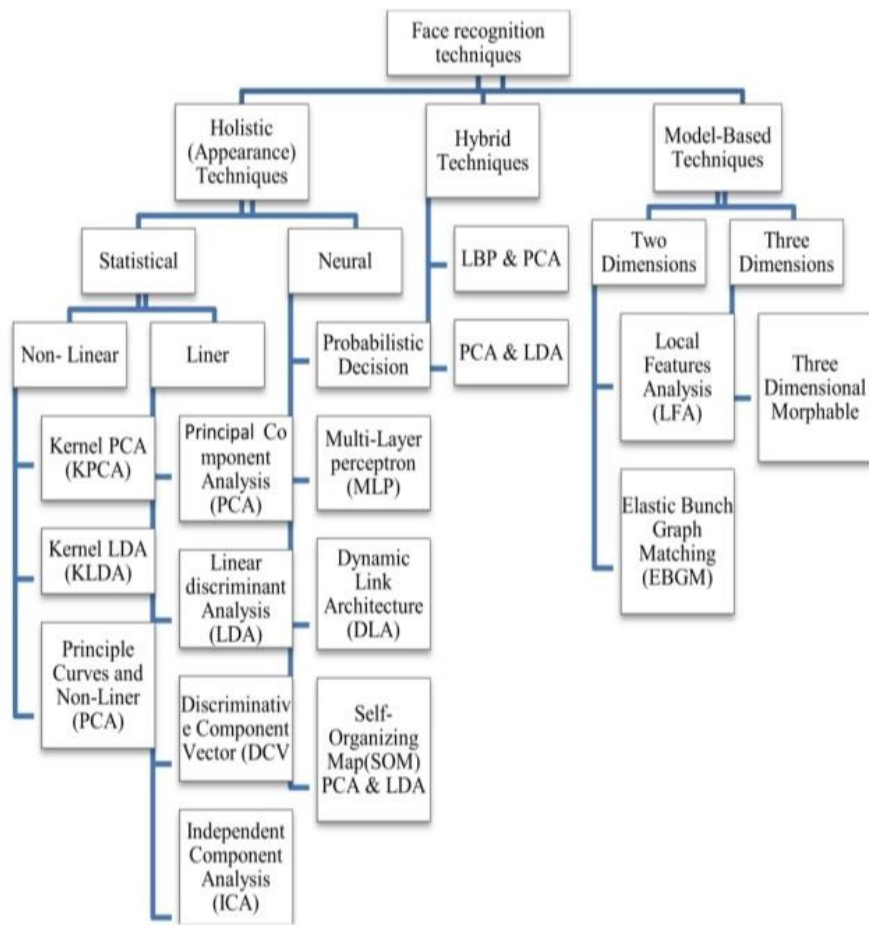 Face recognition
techniques
Holistic
(Appearance)
Techniques
Hybrid
Techniques
Model-Based
Techniques
Statistical
Neural
Two
Dimensions
Three
Dimensions
Non- Linear
Liner
LBP & PCA
PCA & LDA
Probabilistic
Decision
Local
Features
Analysis
(LFA)
Three
Dimensional
Morphable
Kernel PCA
(KPCA)
Principal Co
mponent
Analysis
(PCA)
Multi-Layer
perceptron
(MLP)
Elastic Bunch
Graph
Matching
(EBGM)
Kernel LDA
(KLDA)
Linear
discriminant
Analysis
(LDA)
Dynamic
Link
Architecture
(DLA)
Principle
Curves and
Non-Liner
(PCA)
Discriminativ
e Component
Vector (DCV
Self-
Organizing
Map(SOM)
PCA & LDA
Independent
Component
Analysis
(ICA)